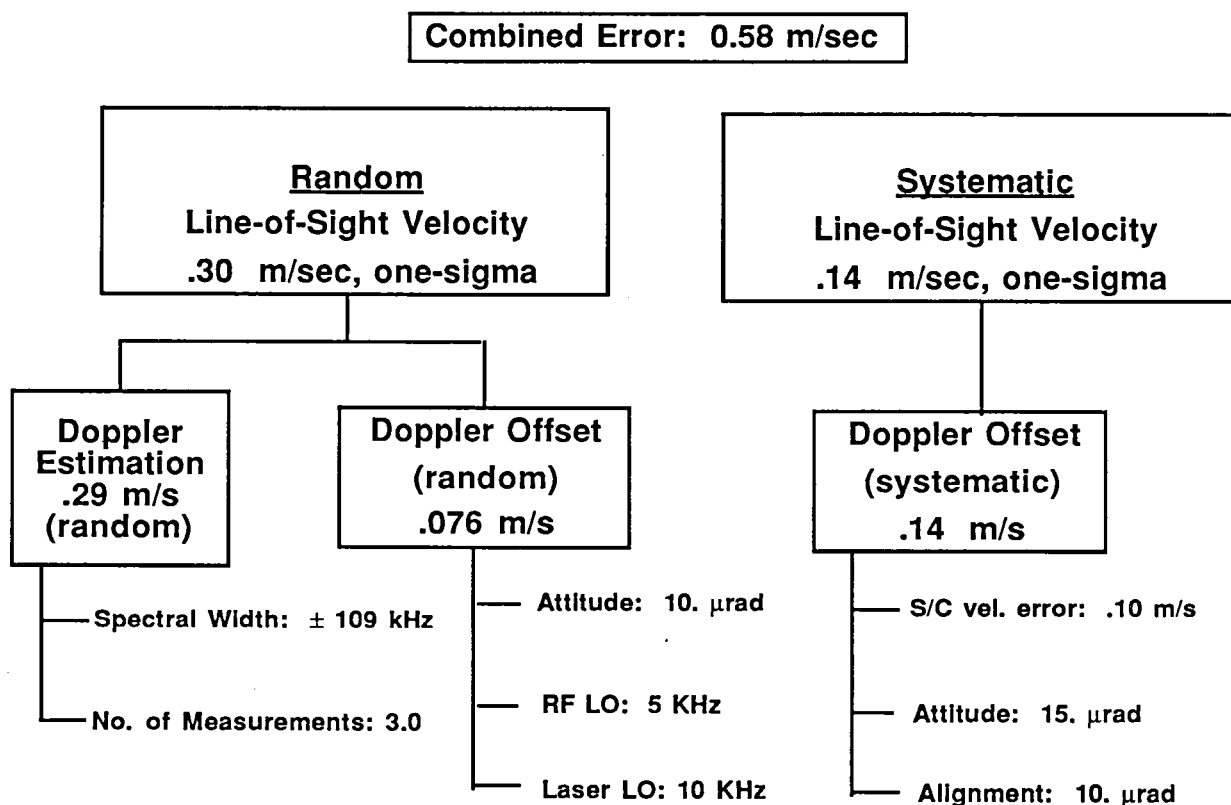 Combined Error: 0.58 m/sec
Random
Line-of-Sight Velocity
.30 m/sec, one-sigma
Systematic
Line-of-Sight Velocity
.14 m/sec, one-sigma
Doppler
Estimation
.29 m/s
(random)
Doppler Offset
(random)
.076 m/s
Doppler Offset
(systematic)
.14 m/s
Spectral Width: ± 109 kHz
No. of Measurements: 3.0
Attitude: 10. μrad
RF LO: 5 KHz
Laser LO: 10 KHz
S/C vel. error: .10 m/s
Attitude: 15. μrad
Alignment: 10. μrad